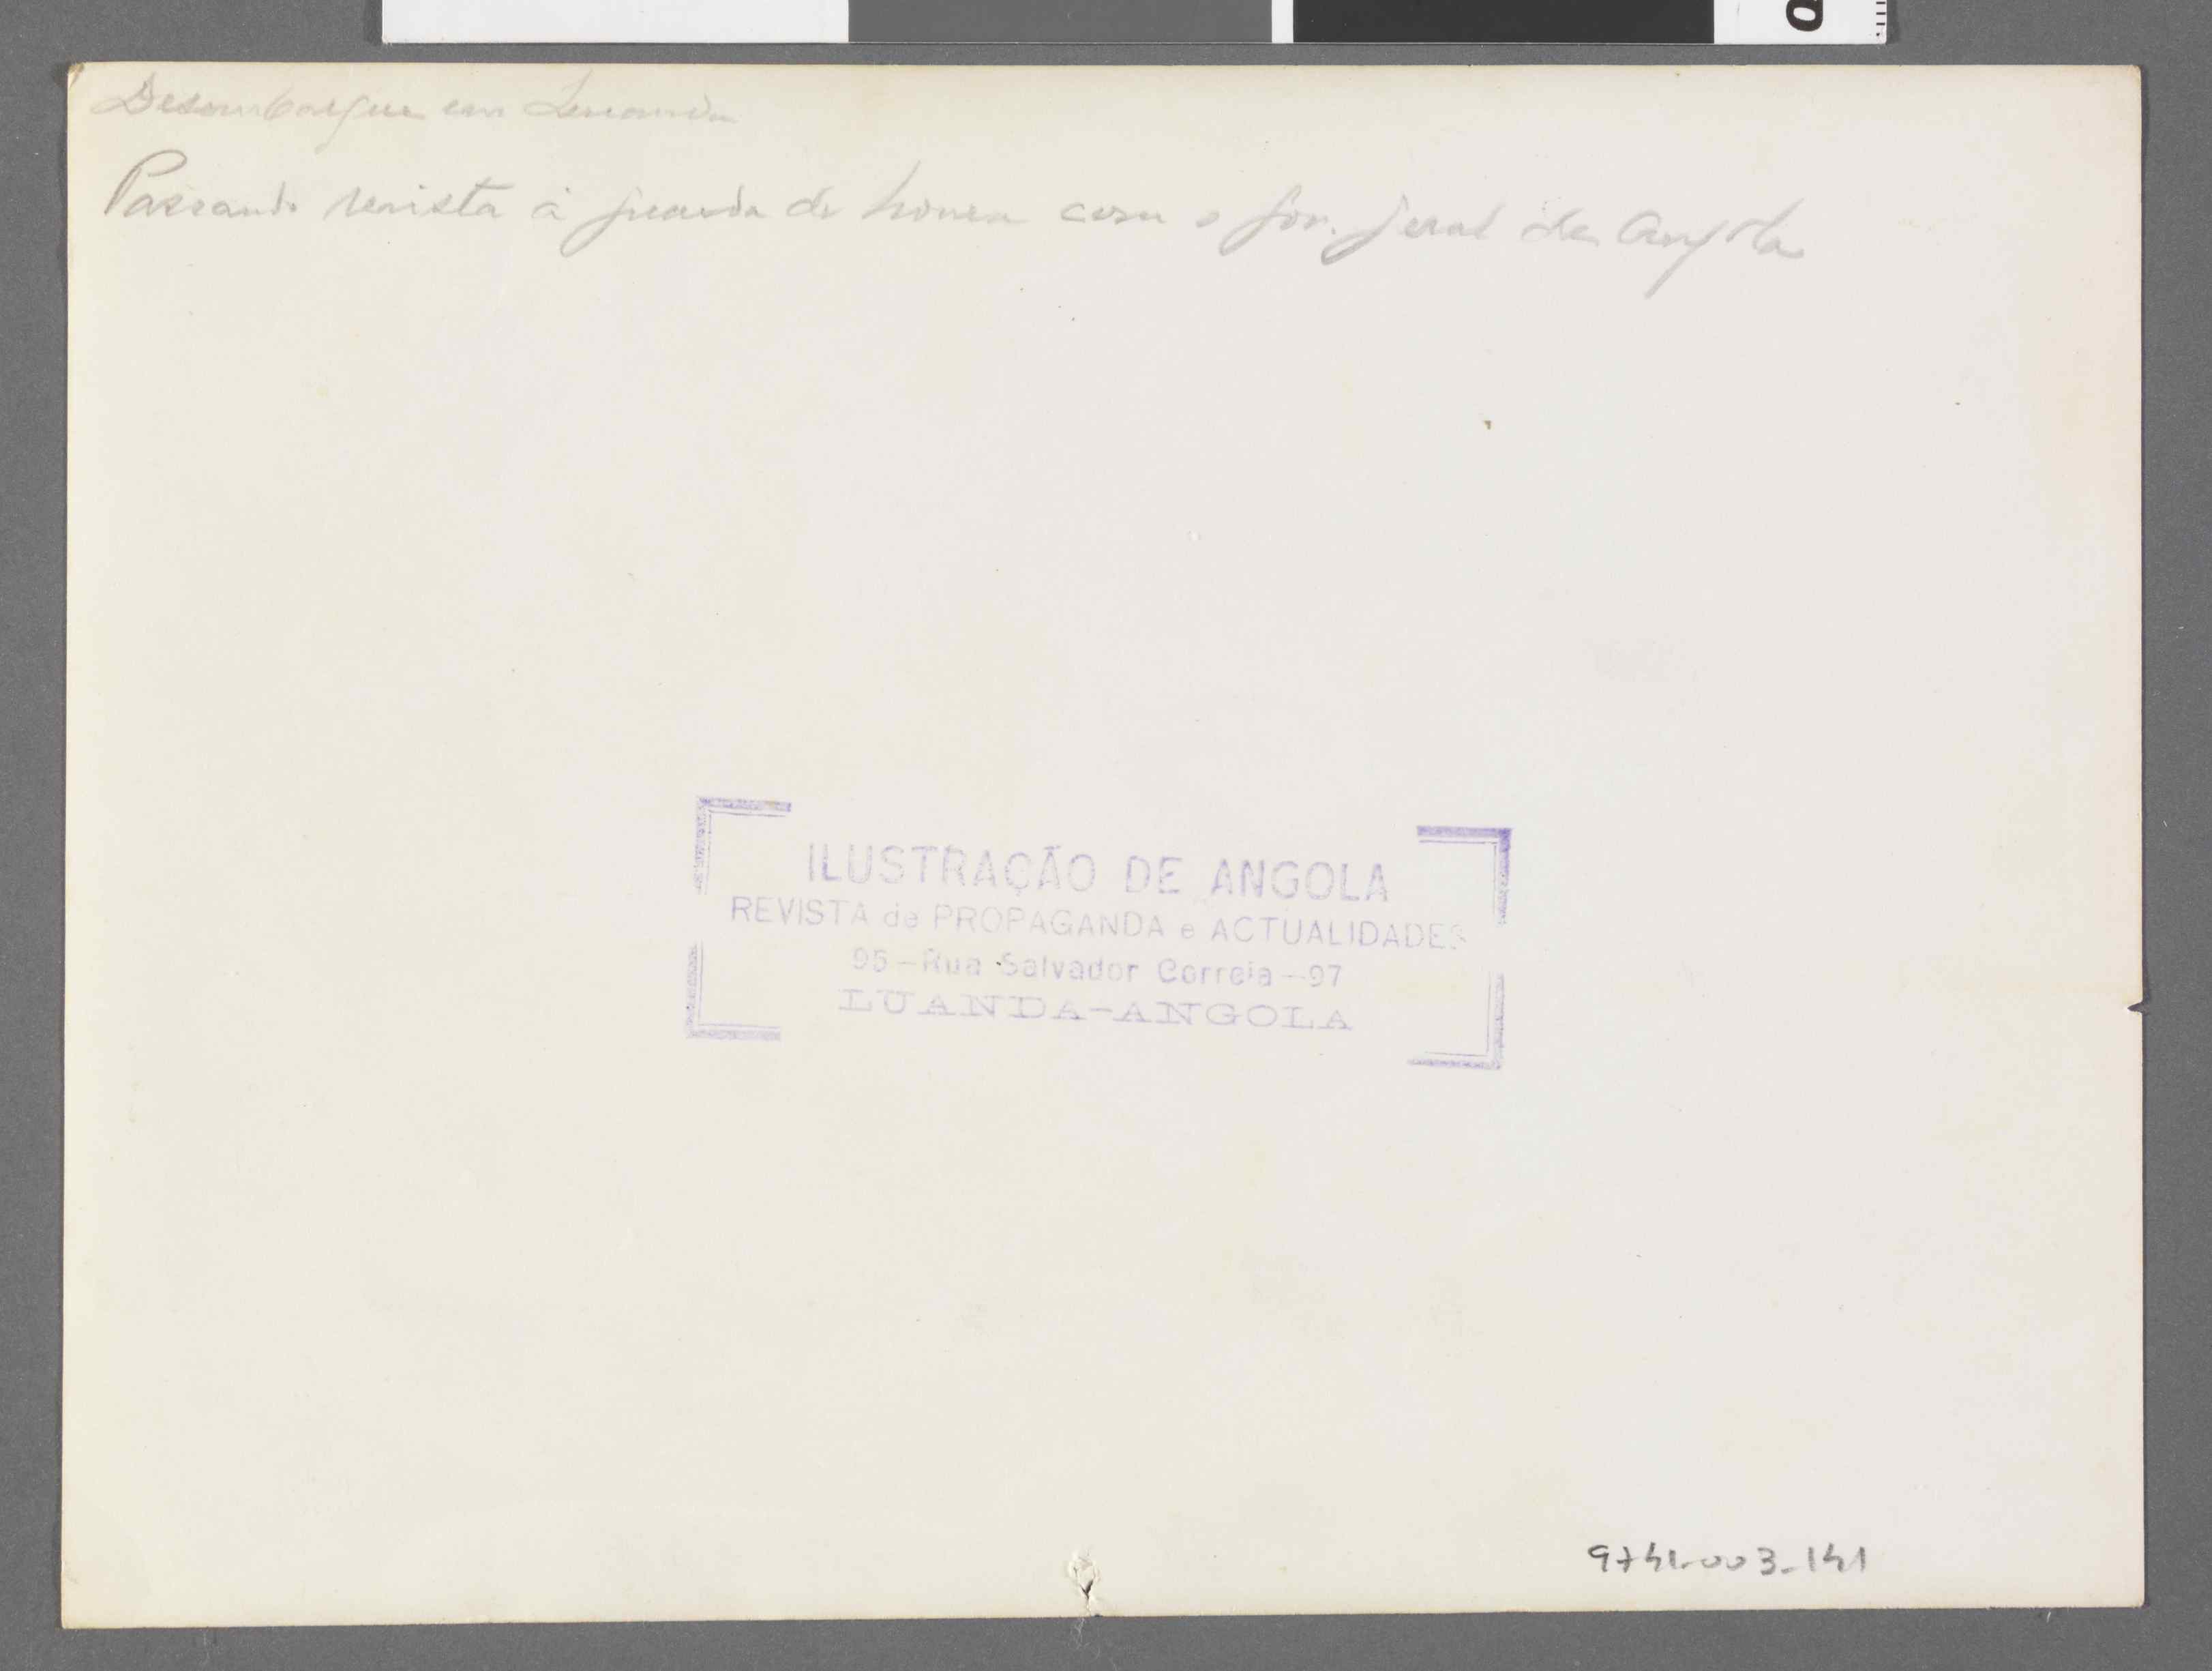 Desembarque em Luanda
Passando revista à guarda de honra com o gov. geral de Angola
ILUSTRAÇÃO DE ANGOLA
REVISTA de PROPAGANDA e ACTUALIDADES
95-Rua Salvador Correia-97
LUANDA-ANGOLA
9741-003-141